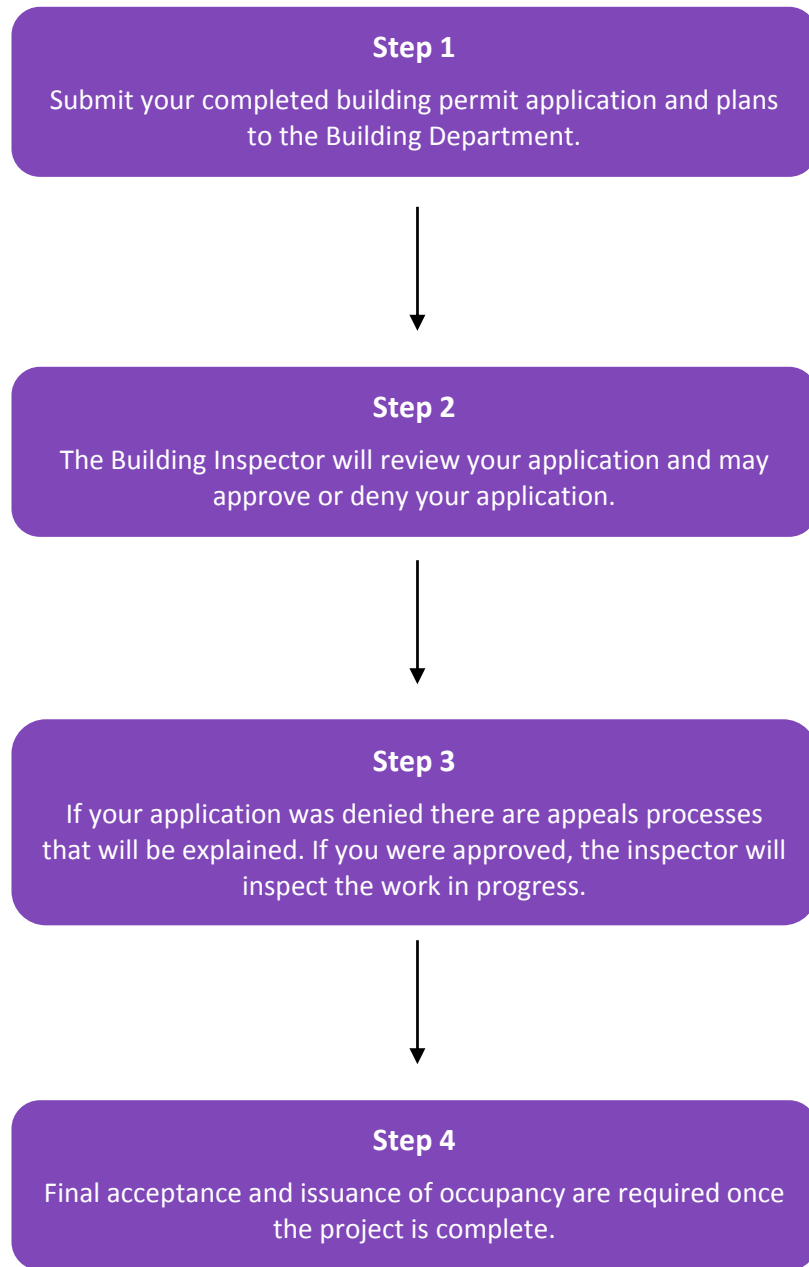 Step 1
Submit your completed building permit application and plans
to the Building Department.
Step 2
The Building Inspector will review your application and may
approve or deny your application.
Step 3
If your application was denied there are appeals processes
that will be explained. If you were approved, the inspector will
inspect the work in progress.
Step 4
Final acceptance and issuance of occupancy are required once
the project is complete.